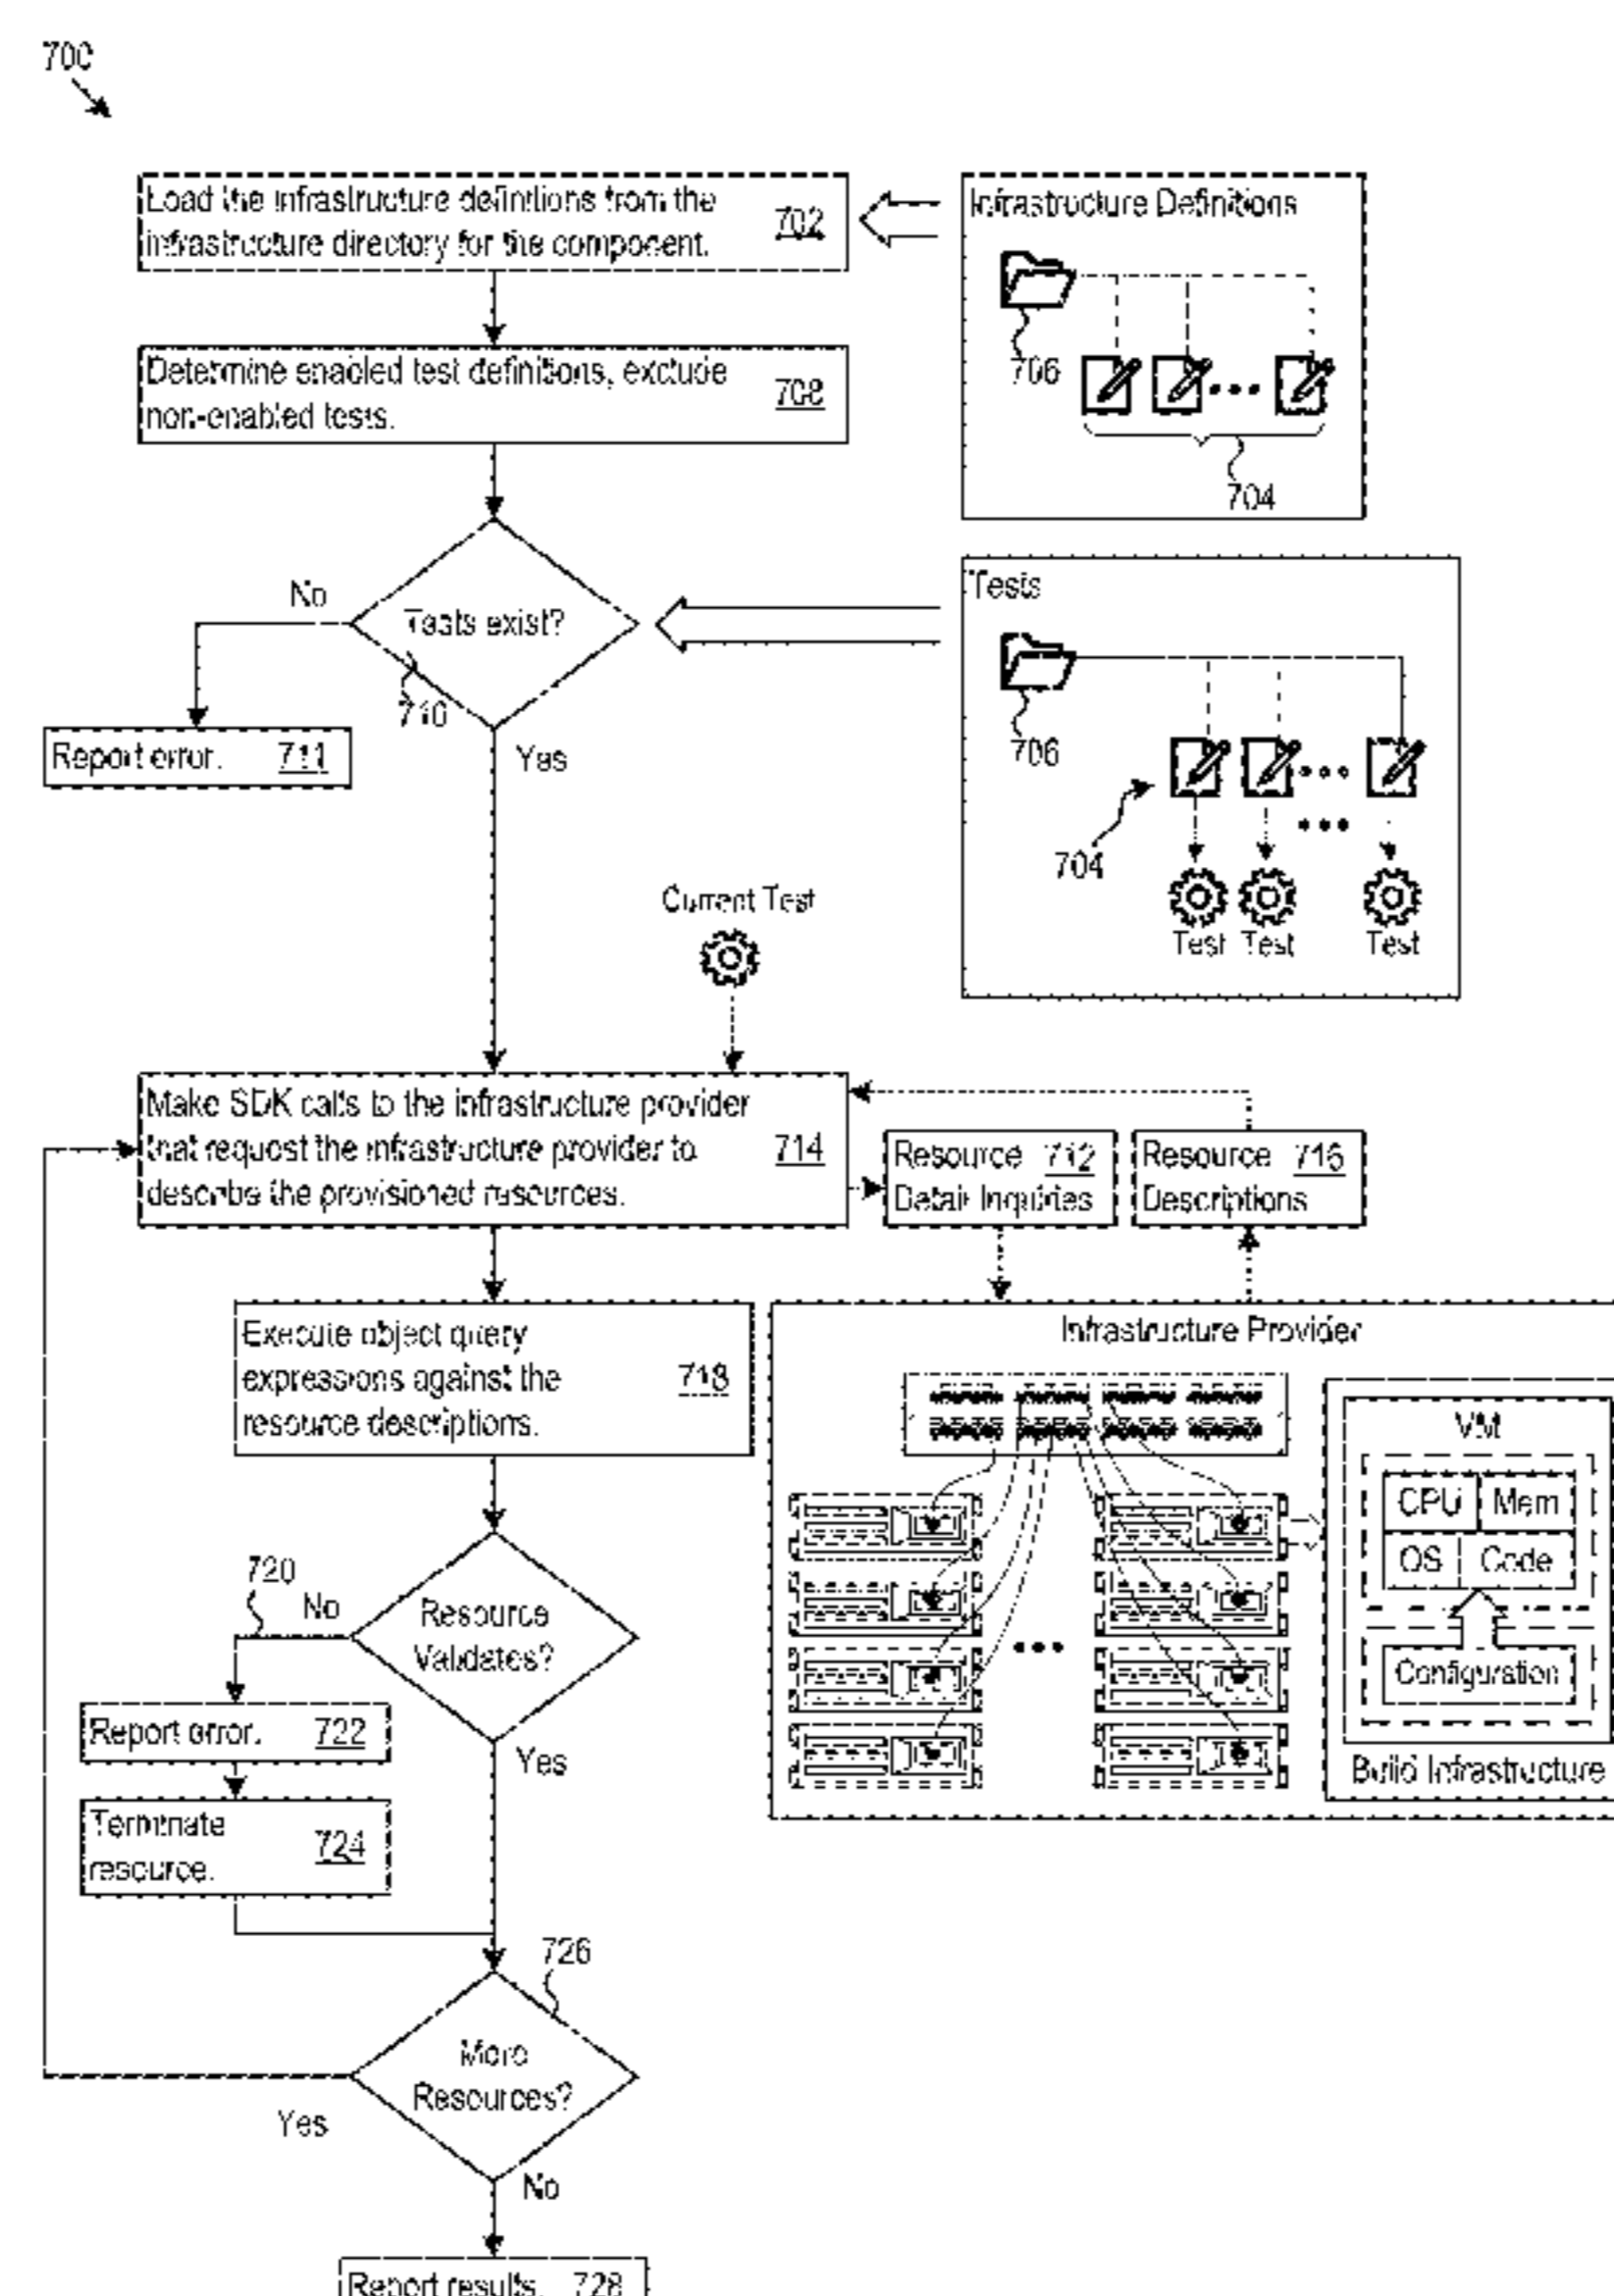 700
Load the infrastructure definitions from the
infrastructure directory for the component.
702
Infrastructure Definitions
706
704
Determine enabled test definitions, exclude
non-enabled tests.
708
Tests exist?
710
No
Yes
Report error. 711
Tests
706
704
Test Test Test
Current Test
Make SDK calls to the infrastructure provider
that request the infrastructure provider to
describe the provisioned resources.
714
Resource 712
Detail Inquiries
Resource 716
Descriptions
Execute object query
expressions against the
resource descriptions.
718
Infrastructure Provider
VM
CPU Mem
OS Code
Configuration
Build Infrastructure
720
No
Resource
Validates?
Yes
Report error. 722
Terminate
resource.
724
726
More
Resources?
Yes
No
Report results. 728